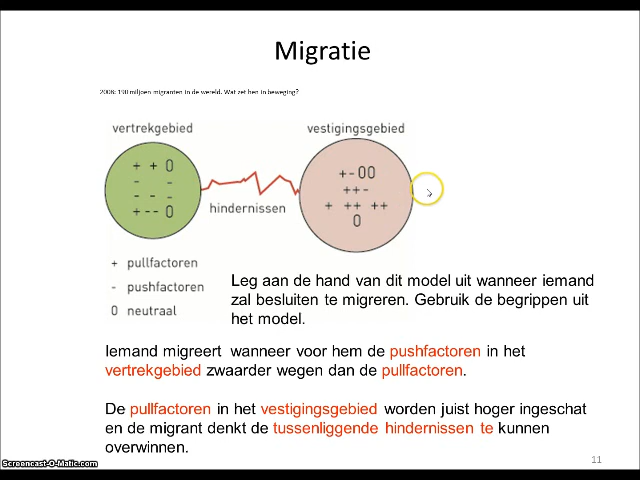 Migratie
2008: 190 miljoen migranten in de wereld. Wat zet hen in beweging?
vertrekgebied
vestigingsgebied
+ + 0
- -
- - -
+ - - 0
+ - 0 0
+ + -
+ + + + +
0
hindernissen
+ pullfactoren
- pushfactoren
0 neutraal
Leg aan de hand van dit model uit wanneer iemand
zal besluiten te migreren. Gebruik de begrippen uit
het model.
Iemand migreert wanneer voor hem de pushfactoren in het
vertrekgebied zwaarder wegen dan de pullfactoren.
De pullfactoren in het vestigingsgebied worden juist hoger ingeschat
en de migrant denkt de tussenliggende hindernissen te kunnen
overwinnen.
11
Screencast-O-Matic.com